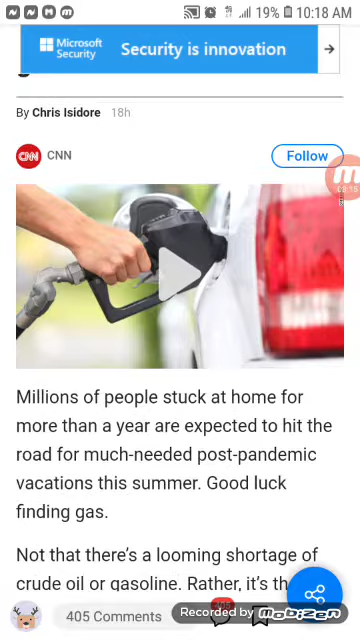 19% 10:18 AM
Microsoft
Security
Security is innovation
By Chris Isidore 18h
CNN CNN
Follow
Millions of people stuck at home for
more than a year are expected to hit the
road for much-needed post-pandemic
vacations this summer. Good luck
finding gas.
Not that there's a looming shortage of
crude oil or gasoline. Rather, it's the
405 Comments
Recorded by mobizen